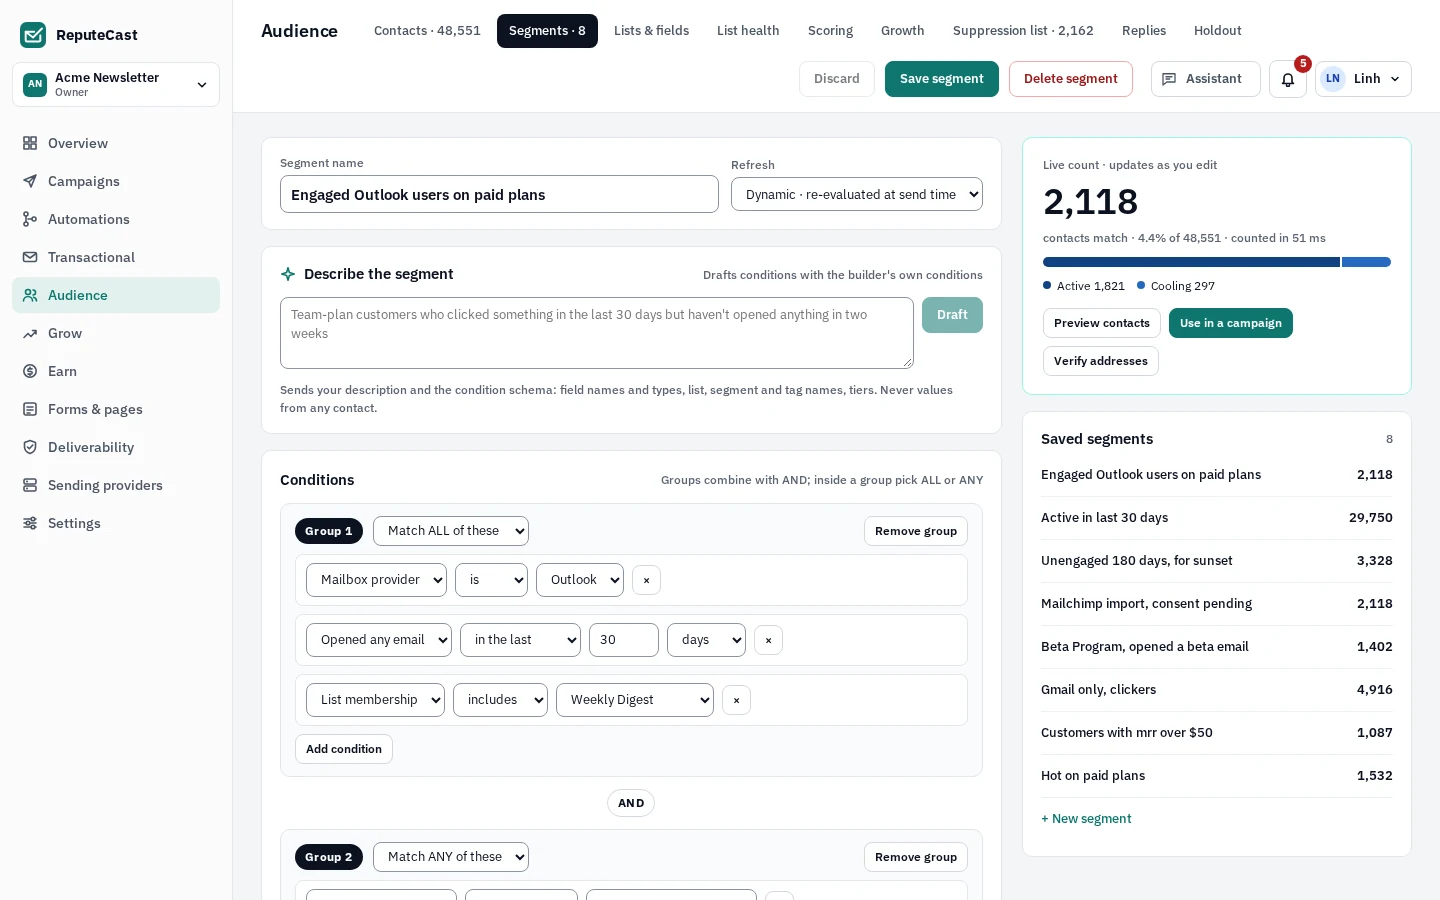 ReputeCast
AN
Acme Newsletter
Owner
Overview
Campaigns
Automations
Transactional
Audience
Grow
Earn
Forms & pages
Deliverability
Sending providers
Settings
Audience
Contacts · 48,551
Segments · 8
Lists & fields
List health
Scoring
Growth
Suppression list · 2,162
Replies
Holdout
Discard
Save segment
Delete segment
Assistant
5
LN
Linh
Segment name
Engaged Outlook users on paid plans
Refresh
Dynamic · re-evaluated at send time
Describe the segment
Drafts conditions with the builder's own conditions
Team-plan customers who clicked something in the last 30 days but haven't opened anything in two
weeks
Draft
Sends your description and the condition schema: field names and types, list, segment and tag names, tiers. Never values
from any contact.
Conditions
Groups combine with AND; inside a group pick ALL or ANY
Group 1
Match ALL of these
Remove group
Mailbox provider
is
Outlook
×
Opened any email
in the last
30
days
×
List membership
includes
Weekly Digest
×
Add condition
AND
Group 2
Match ANY of these
Remove group
Live count · updates as you edit
2,118
contacts match · 4.4% of 48,551 · counted in 51 ms
Active 1,821
Cooling 297
Preview contacts
Use in a campaign
Verify addresses
Saved segments
8
Engaged Outlook users on paid plans
2,118
Active in last 30 days
29,750
Unengaged 180 days, for sunset
3,328
Mailchimp import, consent pending
2,118
Beta Program, opened a beta email
1,402
Gmail only, clickers
4,916
Customers with mrr over $50
1,087
Hot on paid plans
1,532
+ New segment